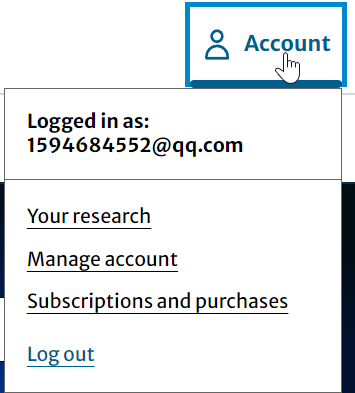 Account
Logged in as:
1594684552@qq.com
Your research
Manage account
Subscriptions and purchases
Log out